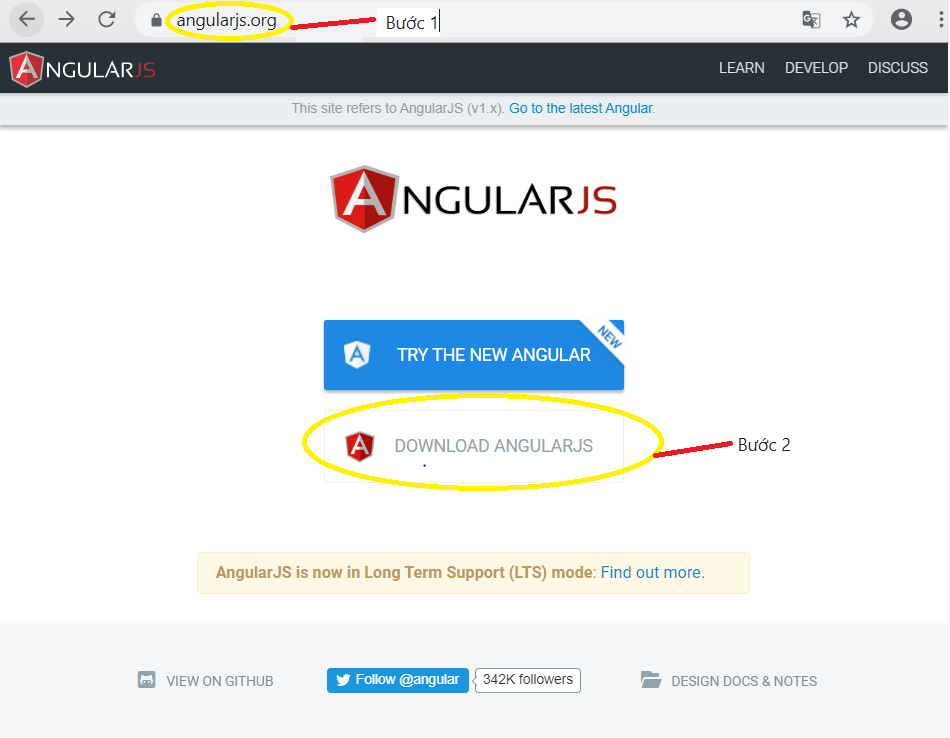 angularjs.org Bước 1
NGULARJS LEARN DEVELOP DISCUSS
This site refers to AngularJS (v1.x). Go to the latest Angular.
NGULARJS
TRY THE NEW ANGULAR NEW
DOWNLOAD ANGULARJS Bước 2
AngularJS is now in Long Term Support (LTS) mode: Find out more.
VIEW ON GITHUB Follow @angular 342K followers DESIGN DOCS & NOTES